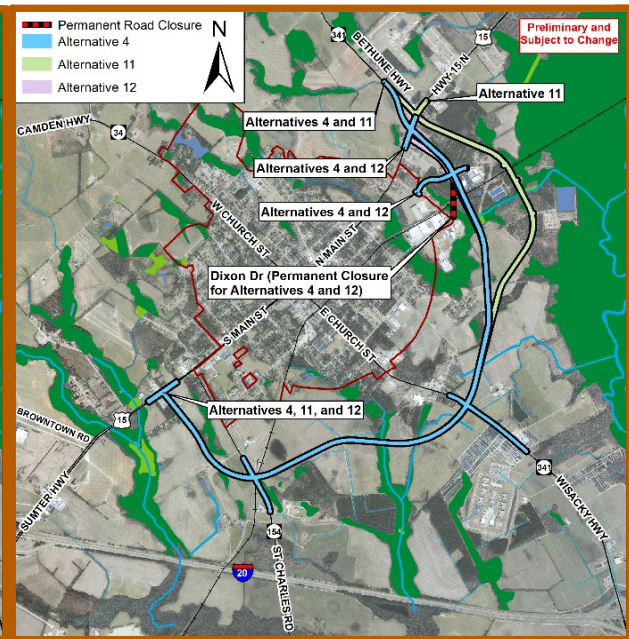 Permanent Road Closure
Alternative 4
Alternative 11
Alternative 12
N
Preliminary and
Subject to Change
341
BETHUNE HWY
15
HWY 15 N
Alternative 11
Alternatives 4 and 11
CAMDEN HWY
34
Alternatives 4 and 12
Alternatives 4 and 12
W CHURCH ST
N MAIN ST
Dixon Dr (Permanent Closure
for Alternatives 4 and 12)
S MAIN ST
E CHURCH ST
Alternatives 4, 11, and 12
BROWNTOWN RD
15
SUMTER HWY
341
WISACKY HWY
154
ST CHARLES RD
20